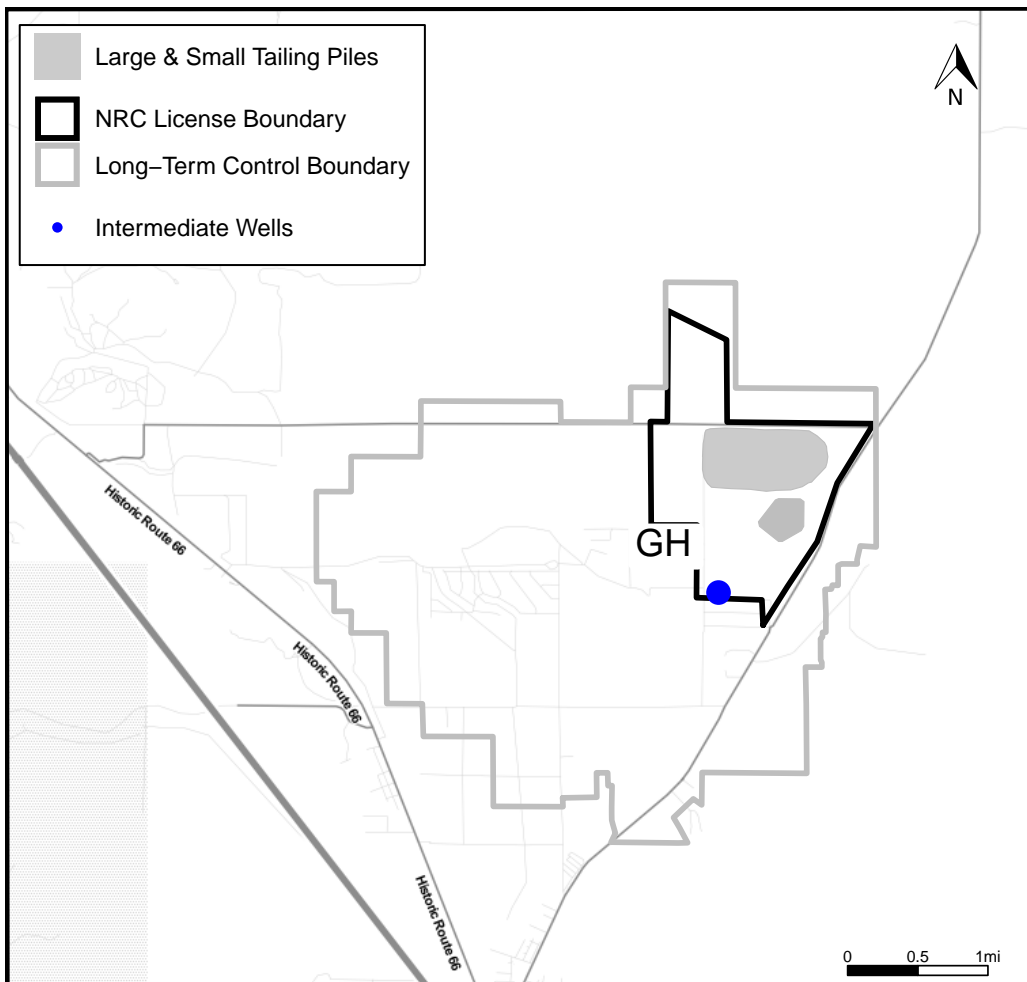 Large & Small Tailing Piles
NRC License Boundary
Long−Term Control Boundary
Intermediate Wells
N
Historic Route 66
GH
Historic Route 66
Historic Route 66
0 0.5 1mi